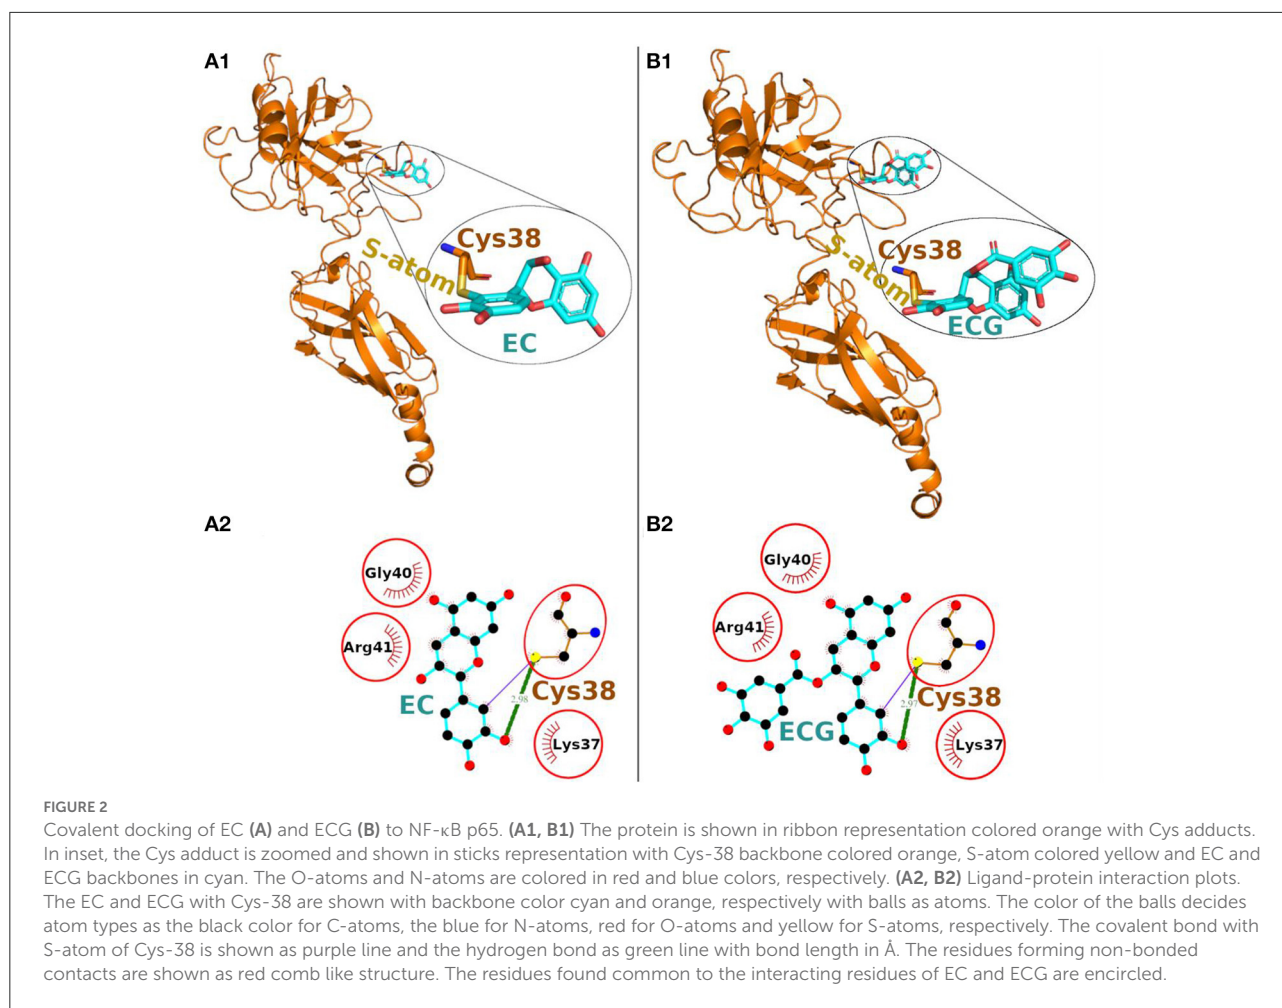 A1
B1
Cys38
S-atom
EC
Cys38
S-atom
ECG
A2
B2
Gly40
Arg41
EC
2.98
Cys38
Lys37
Gly40
Arg41
ECG
2.97
Cys38
Lys37
FIGURE 2
Covalent docking of EC (A) and ECG (B) to NF-κB p65. (A1, B1) The protein is shown in ribbon representation colored orange with Cys adducts.
In inset, the Cys adduct is zoomed and shown in sticks representation with Cys-38 backbone colored orange, S-atom colored yellow and EC and
ECG backbones in cyan. The O-atoms and N-atoms are colored in red and blue colors, respectively. (A2, B2) Ligand-protein interaction plots.
The EC and ECG with Cys-38 are shown with backbone color cyan and orange, respectively with balls as atoms. The color of the balls decides
atom types as the black color for C-atoms, the blue for N-atoms, red for O-atoms and yellow for S-atoms, respectively. The covalent bond with
S-atom of Cys-38 is shown as purple line and the hydrogen bond as green line with bond length in Å. The residues forming non-bonded
contacts are shown as red comb like structure. The residues found common to the interacting residues of EC and ECG are encircled.